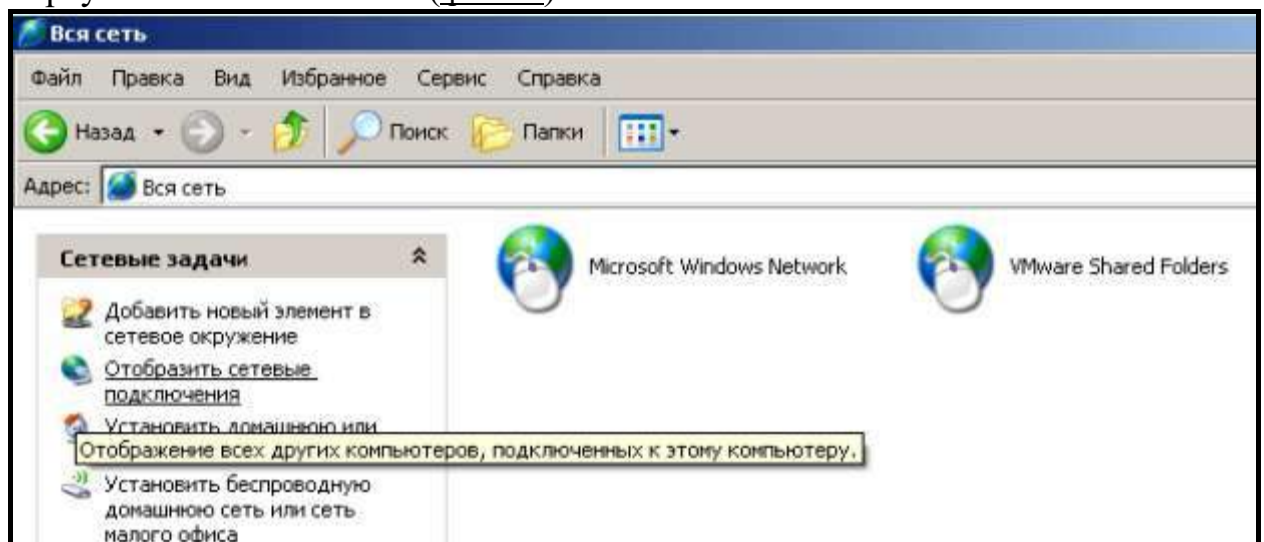 Вся сеть
Файл Правка Вид Избранное Сервис Справка
Назад Поиск Папки
Адрес: Вся сеть
Сетевые задачи
Microsoft Windows Network
VMware Shared Folders
Добавить новый элемент в
сетевое окружение
Отобразить сетевые
подключения
Установить домашнюю или
Отображение всех других компьютеров, подключенных к этому компьютеру.
Установить беспроводную
домашнюю сеть или сеть
малого офиса